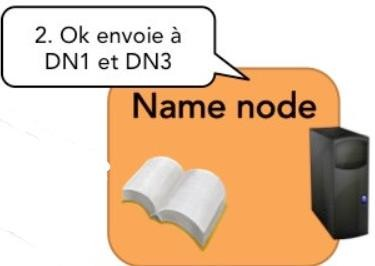 2. Ok envoie à
DN1 et DN3
Name node